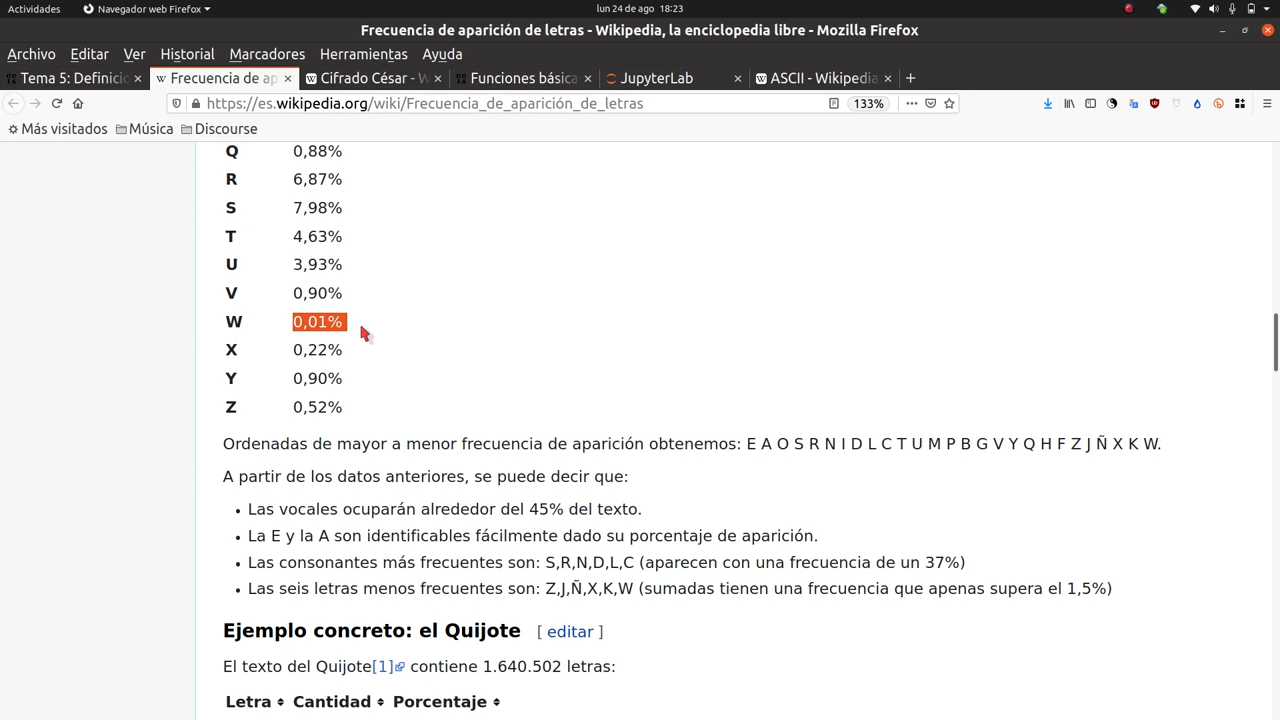 Actividades Navegador web Firefox lun 24 de ago 18:23
Frecuencia de aparición de letras - Wikipedia, la enciclopedia libre - Mozilla Firefox
Archivo Editar Ver Historial Marcadores Herramientas Ayuda
Tema 5: Definicio Frecuencia de ap Cifrado César - W Funciones básica JupyterLab ASCII - Wikipedia
https://es.wikipedia.org/wiki/Frecuencia_de_aparición_de_letras 133%
Más visitados Música Discourse
Q 0,88%
R 6,87%
S 7,98%
T 4,63%
U 3,93%
V 0,90%
W 0,01%
X 0,22%
Y 0,90%
Z 0,52%
Ordenadas de mayor a menor frecuencia de aparición obtenemos: E A O S R N I D L C T U M P B G V Y Q H F Z J Ñ X K W.
A partir de los datos anteriores, se puede decir que:
• Las vocales ocuparán alrededor del 45% del texto.
• La E y la A son identificables fácilmente dado su porcentaje de aparición.
• Las consonantes más frecuentes son: S,R,N,D,L,C (aparecen con una frecuencia de un 37%)
• Las seis letras menos frecuentes son: Z,J,Ñ,X,K,W (sumadas tienen una frecuencia que apenas supera el 1,5%)
Ejemplo concreto: el Quijote [ editar ]
El texto del Quijote[1] contiene 1.640.502 letras:
Letra Cantidad Porcentaje